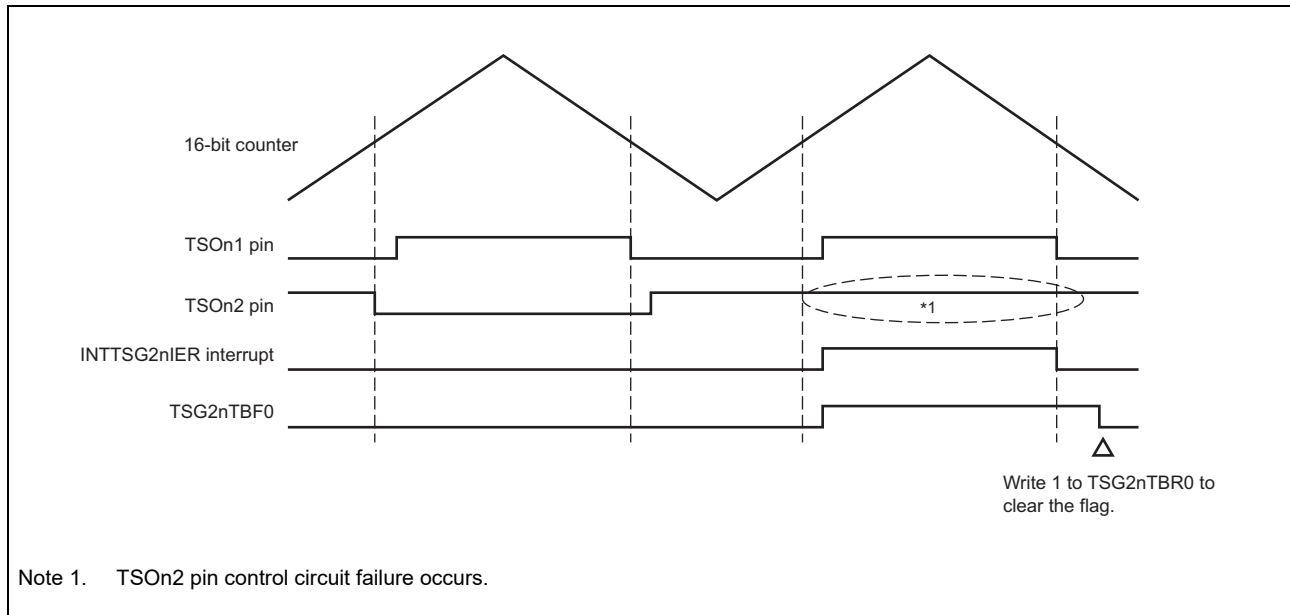 16-bit counter
TSOn1 pin
TSOn2 pin
*1
INTTSG2nIER interrupt
TSG2nTBF0
Write 1 to TSG2nTBR0 to
clear the flag.
Note 1. TSOn2 pin control circuit failure occurs.